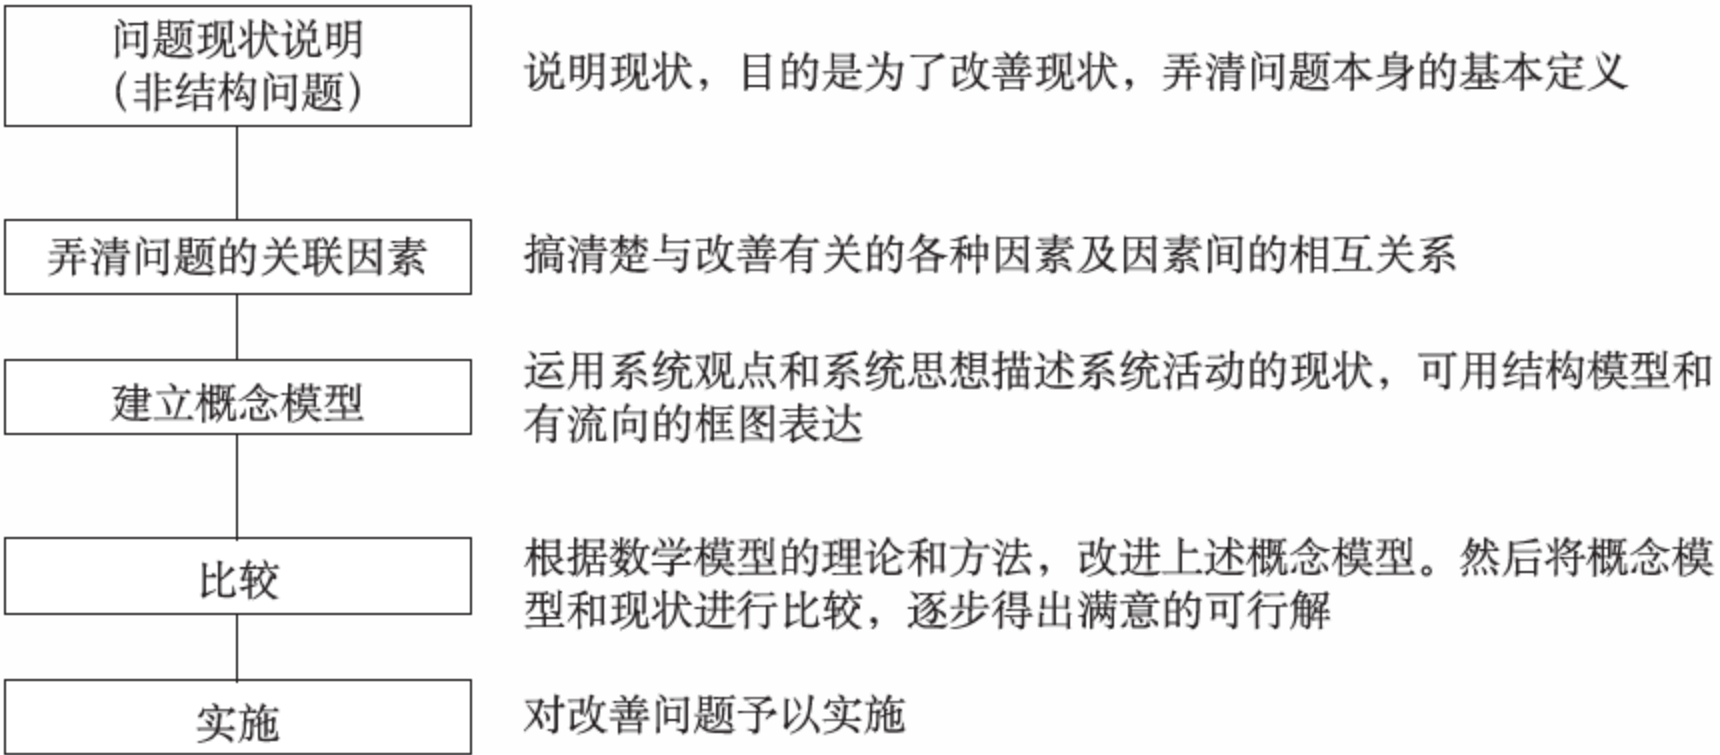 问题现状说明
（非结构问题）
说明现状，目的是为了改善现状，弄清问题本身的基本定义
弄清问题的关联因素
搞清楚与改善有关的各种因素及因素间的相互关系
建立概念模型
运用系统观点和系统思想描述系统活动的现状，可用结构模型和
有流向的框图表达
比较
根据数学模型的理论和方法，改进上述概念模型。然后将概念模
型和现状进行比较，逐步得出满意的可行解
实施
对改善问题予以实施